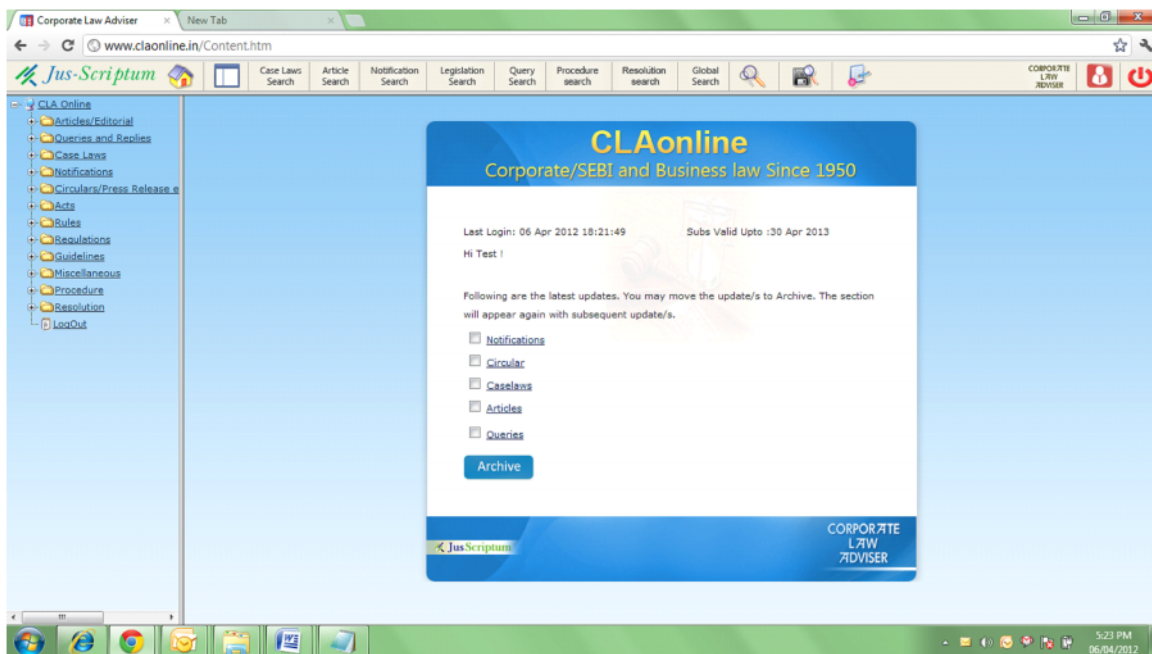 Corporate Law Adviser
New Tab
www.claonline.in/Content.htm
Jus-Scriptum
Case Laws Search
Article Search
Notification Search
Legislation Search
Query Search
Procedure search
Resolution search
Global Search
CORPORATE LAW ADVISER
CLA Online
Articles/Editorial
Queries and Replies
Case Laws
Notifications
Circulars/Press Release e
Acts
Rules
Regulations
Guidelines
Miscellaneous
Procedure
Resolution
LogOut
CLAonline
Corporate/SEBI and Business law Since 1950
Last Login: 06 Apr 2012 18:21:49 Subs Valid Upto :30 Apr 2013
Hi Test !
Following are the latest updates. You may move the update/s to Archive. The section
will appear again with subsequent update/s.
Notifications
Circular
Caselaws
Articles
Queries
Archive
Jus Scriptum
CORPORATE
LAW
ADVISER
5:23 PM
06/04/2012